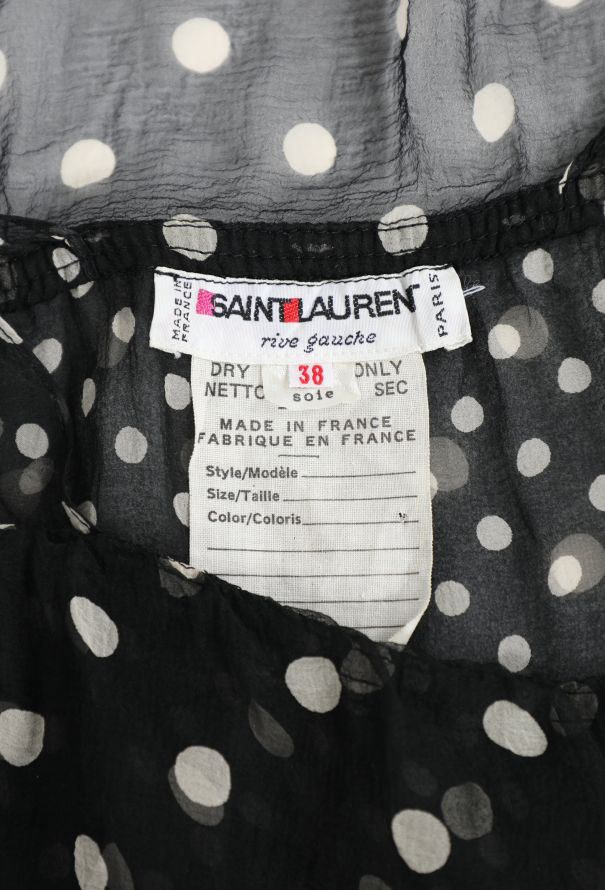 MADE IN
FRANCE
SAINT LAURENT
rive gauche
PARIS
DRY 38 ONLY
NETTO soie SEC
MADE IN FRANCE
FABRIQUE EN FRANCE
Style/Modèle
Size/Taille
Color/Coloris